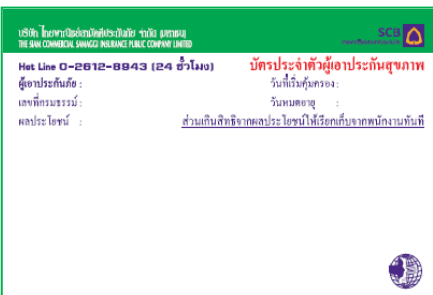 บริษัท ไทยพาณิชย์สามัคคีประกันภัย จำกัด (มหาชน)
THE SIAM COMMERCIAL SAMAGGI INSURANCE PUBLIC COMPANY LIMITED
SCB
Hot Line 0-2612-8943 (24 ชั่วโมง)
บัตรประจำตัวผู้เอาประกันสุขภาพ
ผู้เอาประกันภัย :
วันที่เริ่มคุ้มครอง :
เลขที่กรมธรรม์ :
วันหมดอายุ :
ผลประโยชน์ :
ส่วนเกินสิทธิจากผลประโยชน์ให้เรียกเก็บจากพนักงานทันที